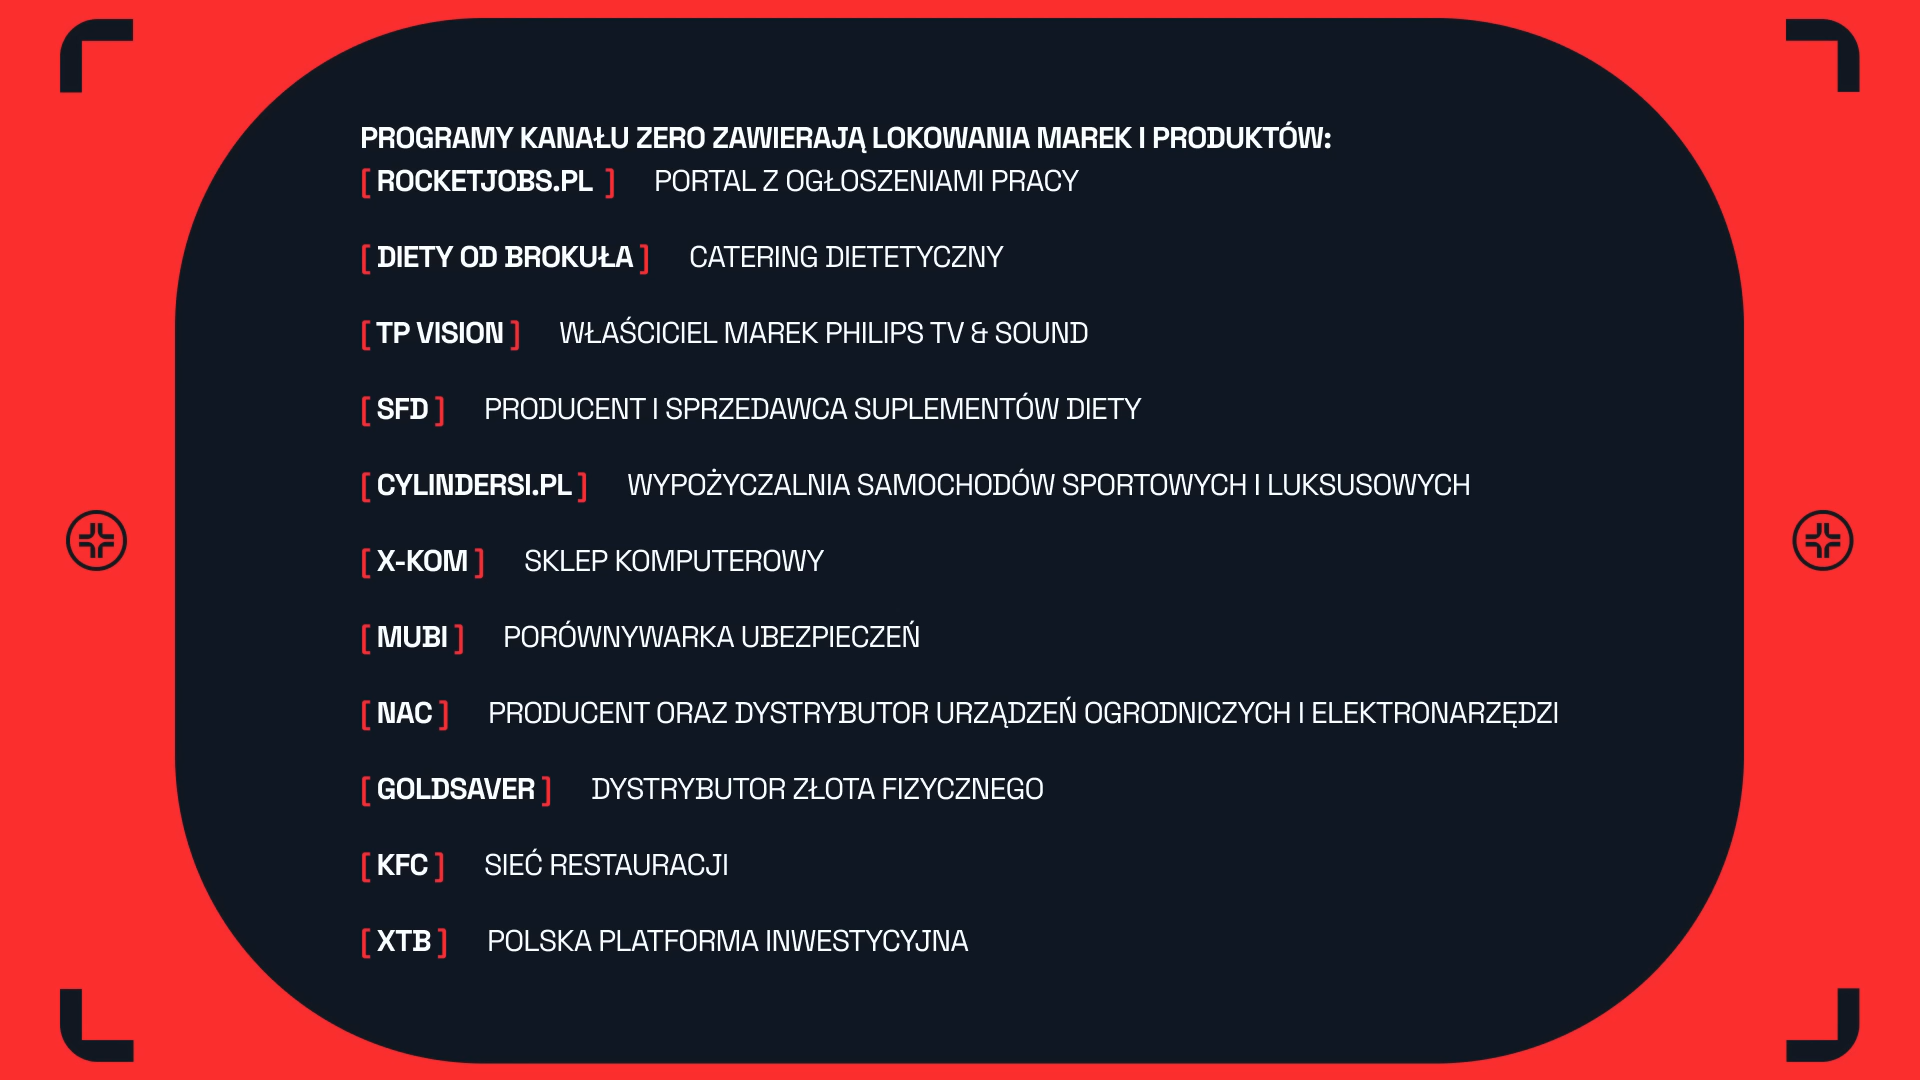 PROGRAMY KANAŁU ZERO ZAWIERAJĄ LOKOWANIA MAREK I PRODUKTÓW:
[ ROCKETJOBS.PL ] PORTAL Z OGŁOSZENIAMI PRACY
[ DIETY OD BROKUŁA ] CATERING DIETETYCZNY
[ TP VISION ] WŁAŚCICIEL MAREK PHILIPS TV & SOUND
[ SFD ] PRODUCENT I SPRZEDAWCA SUPLEMENTÓW DIETY
[ CYLINDERSI.PL ] WYPOŻYCZALNIA SAMOCHODÓW SPORTOWYCH I LUKSUSOWYCH
[ X-KOM ] SKLEP KOMPUTEROWY
[ MUBI ] PORÓWNYWARKA UBEZPIECZEŃ
[ NAC ] PRODUCENT ORAZ DYSTRYBUTOR URZĄDZEŃ OGRODNICZYCH I ELEKTRONARZĘDZI
[ GOLDSAVER ] DYSTRYBUTOR ZŁOTA FIZYCZNEGO
[ KFC ] SIEĆ RESTAURACJI
[ XTB ] POLSKA PLATFORMA INWESTYCYJNA